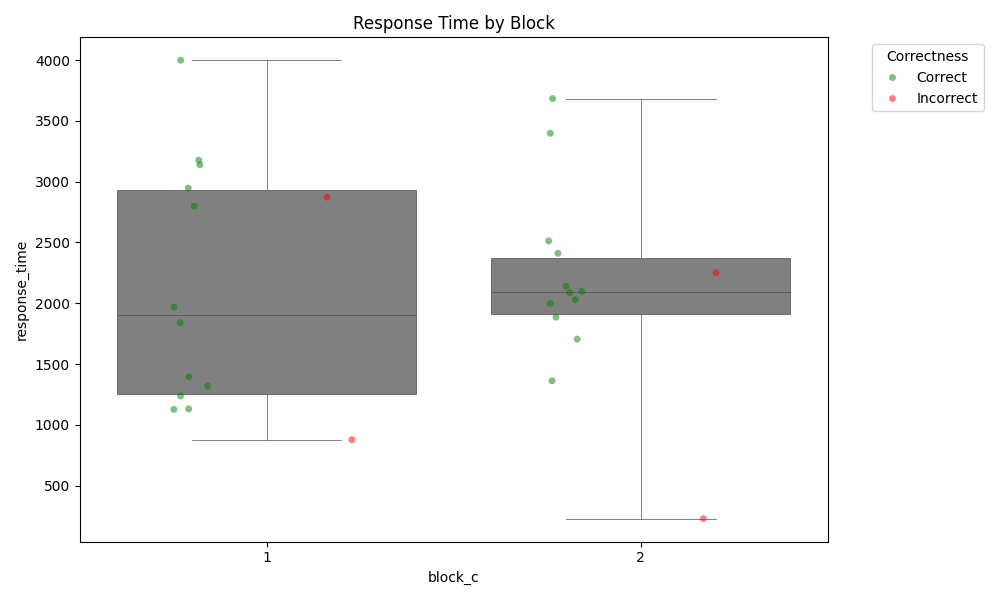 Response Time by Block
Correctness
Correct
Incorrect
response_time
4000
3500
3000
2500
2000
1500
1000
500
1
2
block_c